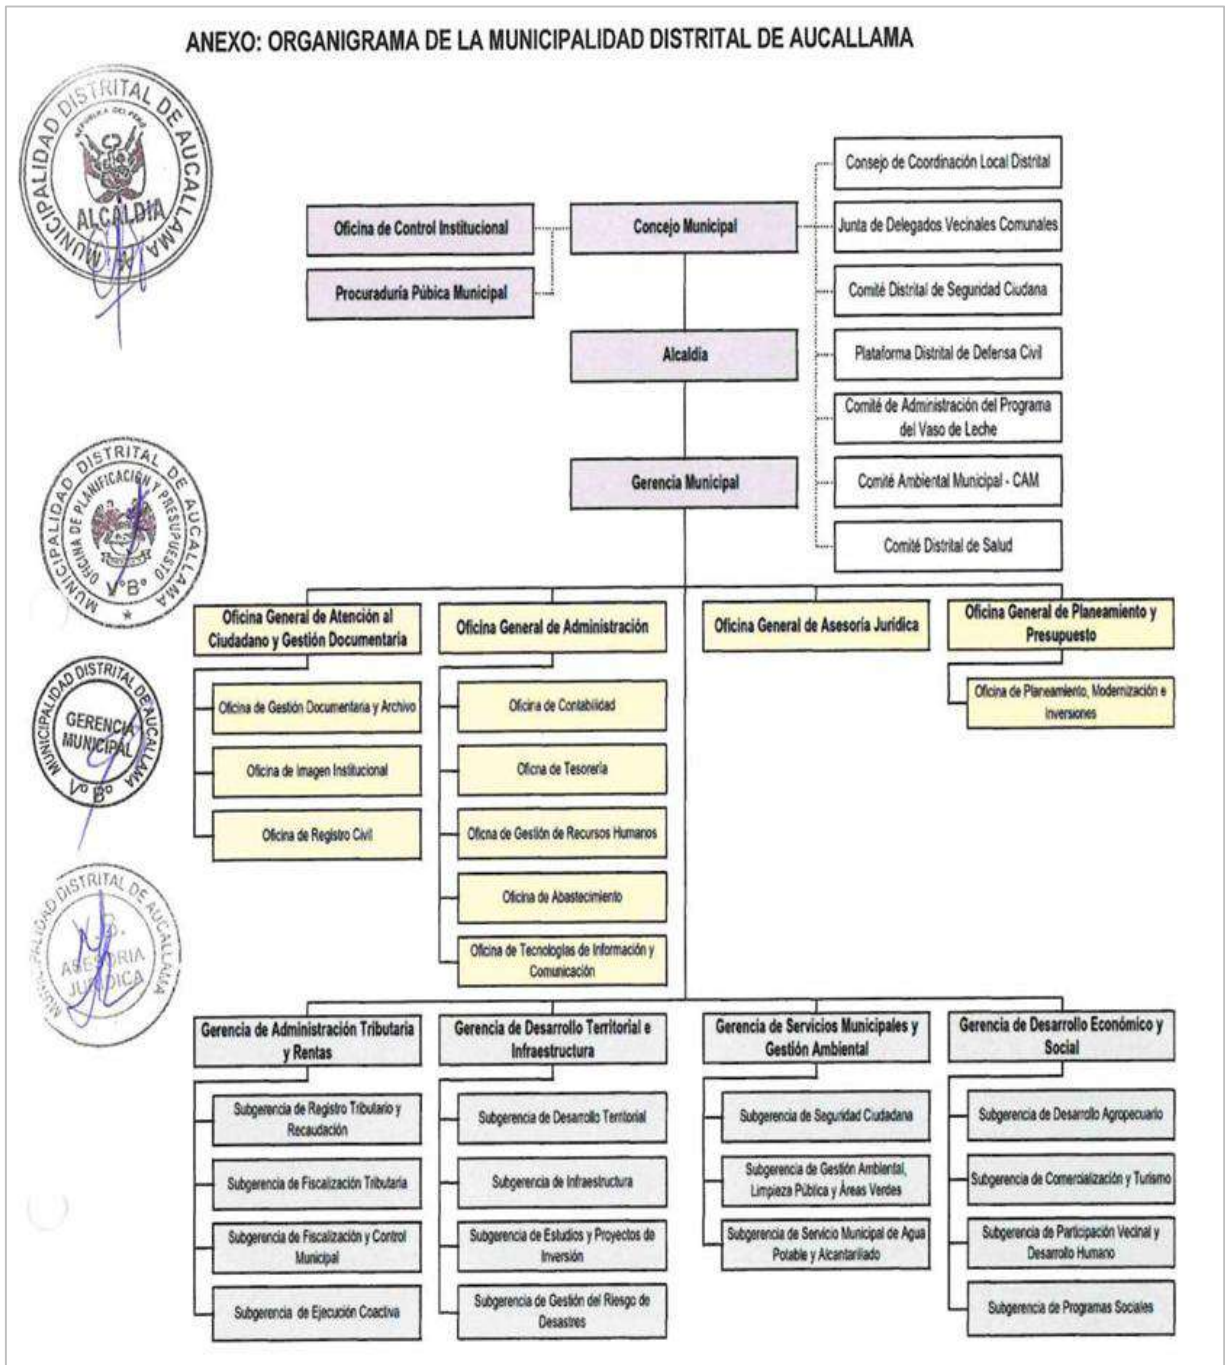 ANEXO: ORGANIGRAMA DE LA MUNICIPALIDAD DISTRITAL DE AUCALLAMA
MUNICIPALIDAD DISTRITAL DE AUCALLAMA
REPUBLICA DEL PERU
ALCALDIA
Consejo de Coordinación Local Distrital
Oficina de Control Institucional
Concejo Municipal
Junta de Delegados Vecinales Comunales
Procuraduría Púbica Municipal
Comité Distrital de Seguridad Ciudana
Alcaldía
Plataforma Distrital de Defensa Civil
Comité de Administración del Programa
del Vaso de Leche
Gerencia Municipal
Comité Ambiental Municipal - CAM
Comité Distrital de Salud
MUNICIPALIDAD DISTRITAL DE AUCALLAMA
OFICINA DE PLANIFICACIÓN Y PRESUPUESTO
V°B°
Oficina General de Atención al
Ciudadano y Gestión Documentaria
Oficina General de Administración
Oficina General de Asesoría Jurídica
Oficina General de Planeamiento y
Presupuesto
MUNICIPALIDAD DISTRITAL DE AUCALLAMA
GERENCIA
MUNICIPAL
V° B°
Oficina de Gestión Documentaria y Archivo
Oficina de Contabilidad
Oficina de Planeamiento, Modernización e
Inversiones
Oficina de Imagen Institucional
Oficna de Tesorería
Oficina de Registro Civil
Oficna de Gestión de Recursos Humanos
Oficina de Abastecimiento
Oficina de Tecnologías de Información y
Comunicación
MUNICIPALIDAD DISTRITAL DE AUCALLAMA
V.B.
ASESORIA
JURIDICA
Gerencia de Administración Tributaria
y Rentas
Gerencia de Desarrollo Territorial e
Infraestructura
Gerencia de Servicios Municipales y
Gestión Ambiental
Gerencia de Desarrollo Económico y
Social
Subgerencia de Registro Tributario y
Recaudación
Subgerencia de Desarrollo Territorial
Subgerencia de Seguridad Ciudadana
Subgerencia de Desarrollo Agropecuario
Subgerencia de Fiscalización Tributaria
Subgerencia de Infraestructura
Subgerencia de Gestión Ambiental,
Limpieza Pública y Áreas Verdes
Subgerencia de Comercialización y Turismo
Subgerencia de Fiscalización y Control
Municipal
Subgerencia de Estudios y Proyectos de
Inversión
Subgerencia de Servicio Municipal de Agua
Potable y Alcantarillado
Subgerencia de Participación Vecinal y
Desarrollo Humano
Subgerencia de Ejecución Coactiva
Subgerencia de Gestión del Riesgo de
Desastres
Subgerencia de Programas Sociales